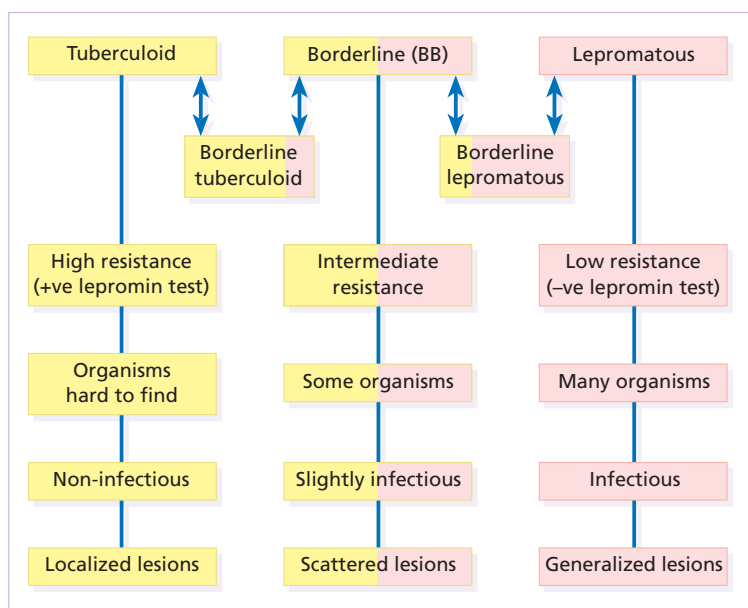 Tuberculoid
Borderline (BB)
Lepromatous
Borderline
tuberculoid
Borderline
lepromatous
High resistance
(+ve lepromin test)
Intermediate
resistance
Low resistance
(–ve lepromin test)
Organisms
hard to find
Some organisms
Many organisms
Non-infectious
Slightly infectious
Infectious
Localized lesions
Scattered lesions
Generalized lesions